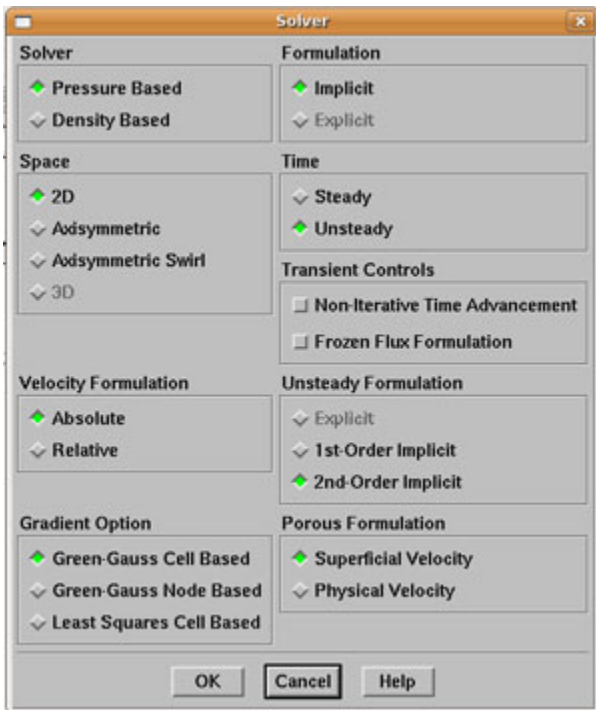 Solver
Solver
Pressure Based
Density Based
Formulation
Implicit
Explicit
Space
2D
Axisymmetric
Axisymmetric Swirl
3D
Time
Steady
Unsteady
Transient Controls
Non-Iterative Time Advancement
Frozen Flux Formulation
Velocity Formulation
Absolute
Relative
Unsteady Formulation
Explicit
1st-Order Implicit
2nd-Order Implicit
Gradient Option
Green-Gauss Cell Based
Green-Gauss Node Based
Least Squares Cell Based
Porous Formulation
Superficial Velocity
Physical Velocity
OK
Cancel
Help